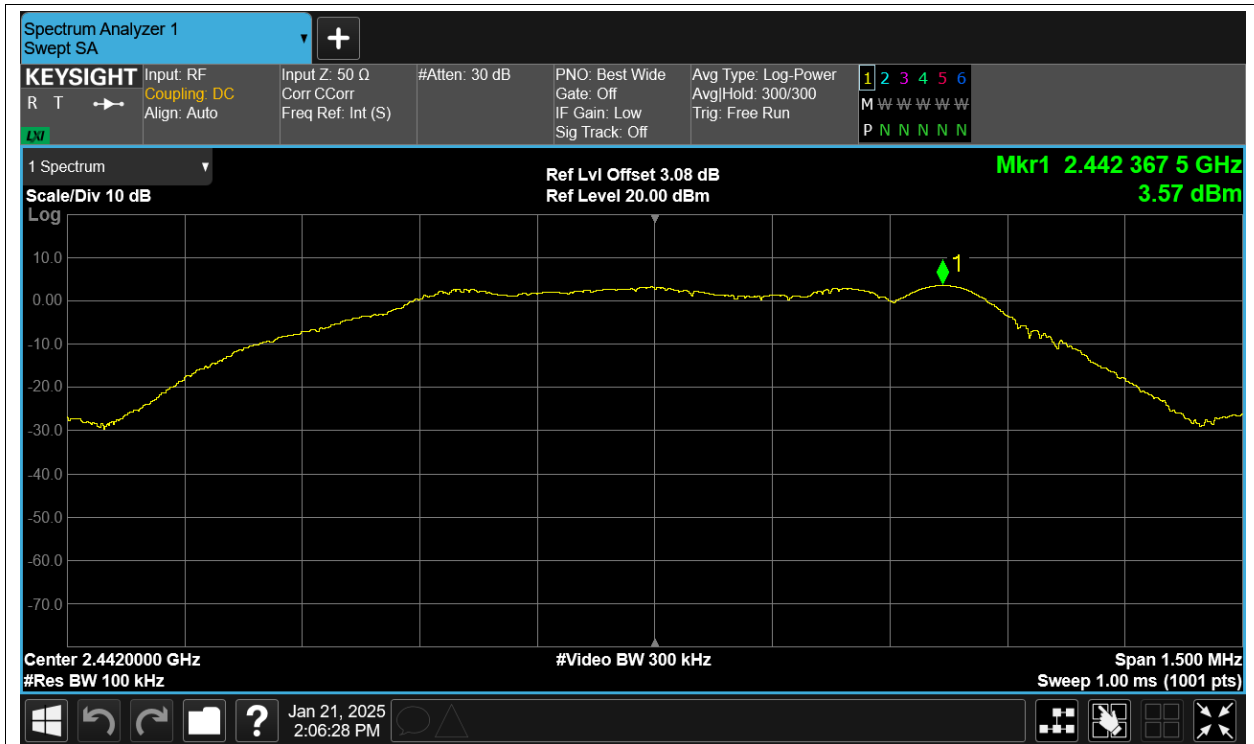 Spectrum Analyzer 1
Swept SA
KEYSIGHT
R T
LXI
Input: RF
Coupling: DC
Align: Auto
Input Z: 50 Ω
Corr CCorr
Freq Ref: Int (S)
#Atten: 30 dB
PNO: Best Wide
Gate: Off
IF Gain: Low
Sig Track: Off
Avg Type: Log-Power
Avg|Hold: 300/300
Trig: Free Run
1 2 3 4 5 6
M W W W W W
P N N N N N
1 Spectrum
Scale/Div 10 dB
Log
Ref Lvl Offset 3.08 dB
Ref Level 20.00 dBm
Mkr1 2.442 367 5 GHz
3.57 dBm
1
10.0
0.00
-10.0
-20.0
-30.0
-40.0
-50.0
-60.0
-70.0
Center 2.4420000 GHz
#Res BW 100 kHz
#Video BW 300 kHz
Span 1.500 MHz
Sweep 1.00 ms (1001 pts)
?
Jan 21, 2025
2:06:28 PM